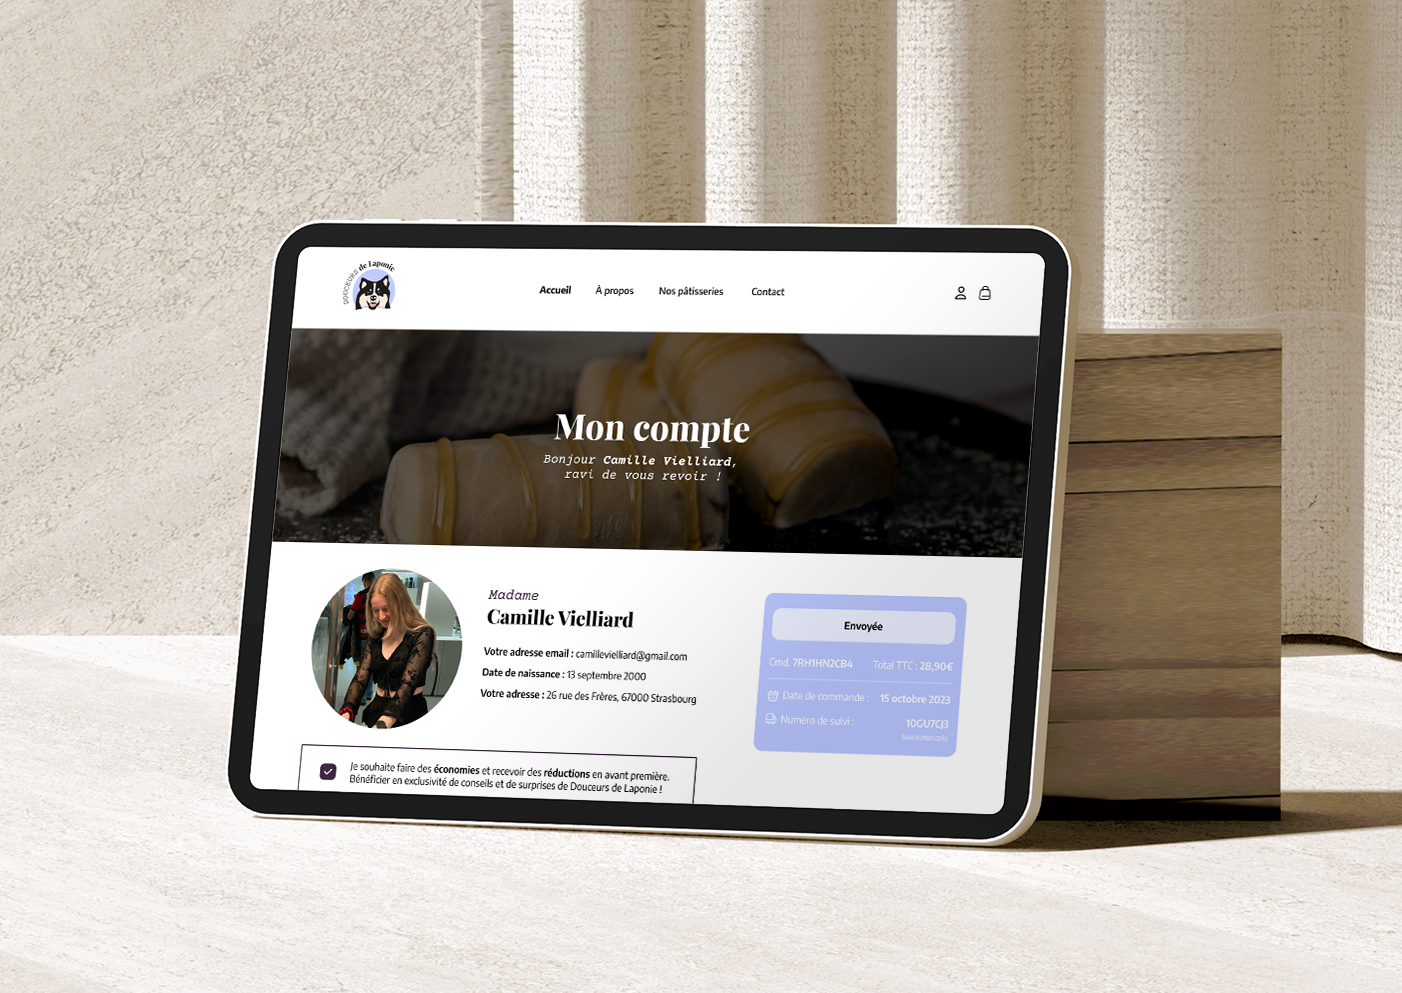 DOUCEURS de Laponie
Accueil
À propos
Nos pâtisseries
Contact
Mon compte
Bonjour Camille Vielliard,
ravi de vous revoir !
Madame
Camille Vielliard
Votre adresse email : camillevielliard@gmail.com
Date de naissance : 13 septembre 2000
Votre adresse : 26 rue des Frères, 67000 Strasbourg
Je souhaite faire des économies et recevoir des réductions en avant première.
Bénéficier en exclusivité de conseils et de surprises de Douceurs de Laponie !
Envoyée
Cmd. 7RH1HN2CB4 Total TTC : 28,90€
Date de commande : 15 octobre 2023
Numéro de suivi : 10GU7CJ3
Suivre mon colis